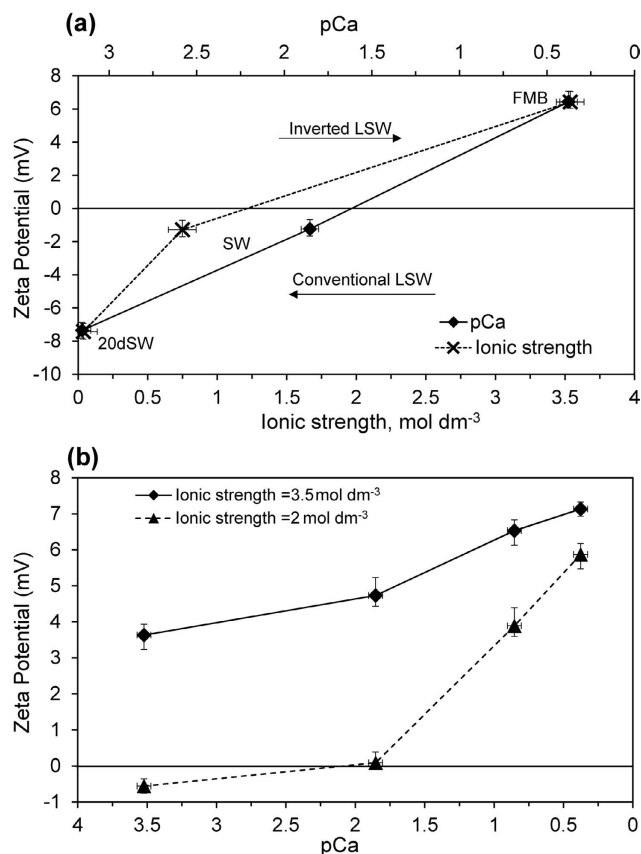 (a)
pCa
3 2.5 2 1.5 1 0.5 0
8
6
4
2
0
-2
-4
-6
-8
-10
Zeta Potential (mV)
FMB
Inverted LSW
SW
Conventional LSW
20dSW
pCa
Ionic strength
0 0.5 1 1.5 2 2.5 3 3.5 4
Ionic strength, mol dm-3
(b)
8
7
6
5
4
3
2
1
0
-1
Zeta Potential (mV)
Ionic strength =3.5 mol dm-3
Ionic strength =2 mol dm-3
4 3.5 3 2.5 2 1.5 1 0.5 0
pCa